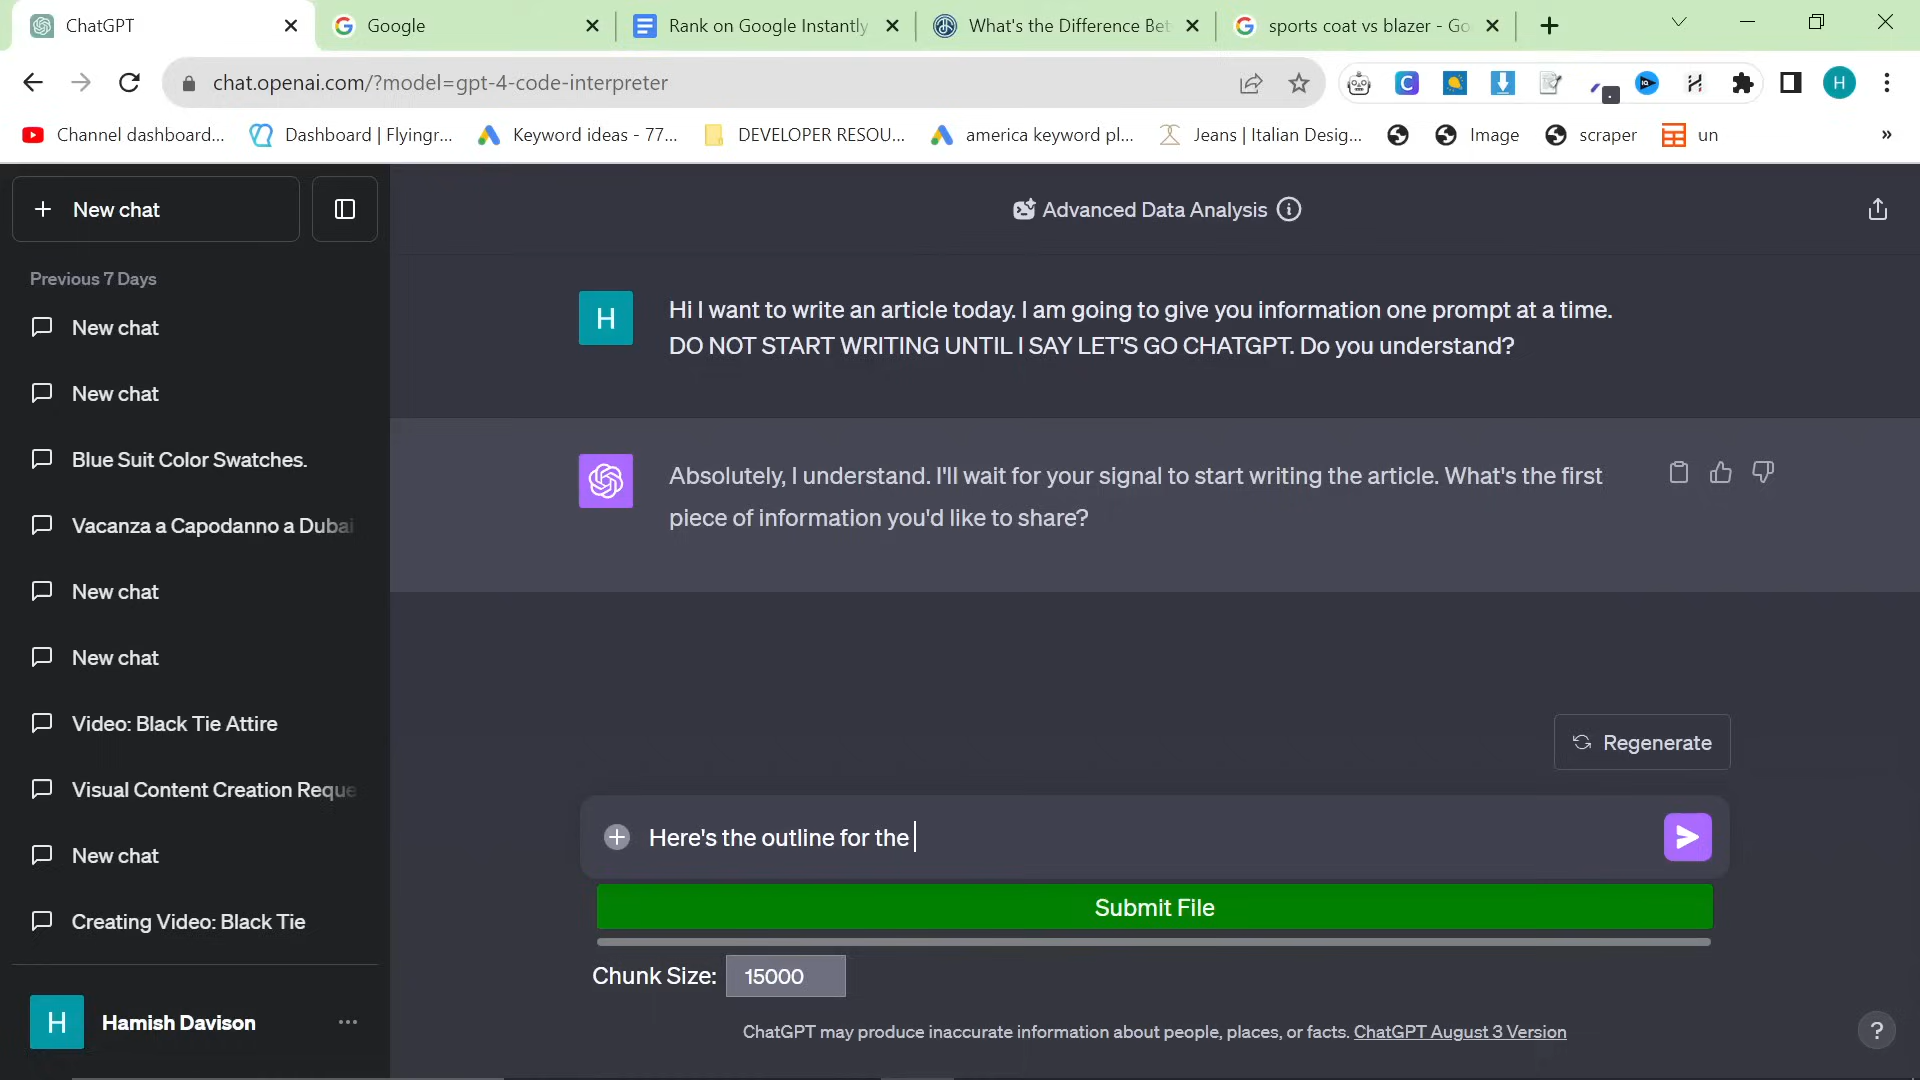 ChatGPT
Google
Rank on Google Instantly
What's the Difference Bet
sports coat vs blazer - Go
chat.openai.com/?model=gpt-4-code-interpreter
H
Channel dashboard...
Dashboard | Flyingr...
Keyword ideas - 77...
DEVELOPER RESOU...
america keyword pl...
Jeans | Italian Desig...
Image
scraper
un
»
New chat
Advanced Data Analysis
Previous 7 Days
New chat
New chat
Blue Suit Color Swatches.
Vacanza a Capodanno a Dubai
New chat
New chat
Video: Black Tie Attire
Visual Content Creation Reque
New chat
Creating Video: Black Tie
H
Hamish Davison
H
Hi I want to write an article today. I am going to give you information one prompt at a time.
DO NOT START WRITING UNTIL I SAY LET'S GO CHATGPT. Do you understand?
Absolutely, I understand. I'll wait for your signal to start writing the article. What's the first
piece of information you'd like to share?
Regenerate
Here's the outline for the
Submit File
Chunk Size: 15000
ChatGPT may produce inaccurate information about people, places, or facts. ChatGPT August 3 Version
?